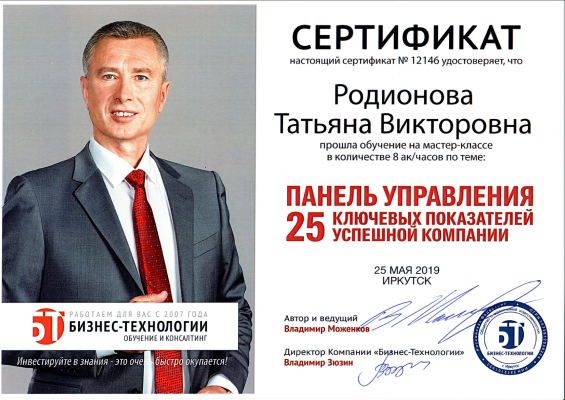 СЕРТИФИКАТ
настоящий сертификат № 12146 удостоверяет, что
Родионова
Татьяна Викторовна
прошла обучение на мастер-классе
в количестве 8 ак/часов по теме:
ПАНЕЛЬ УПРАВЛЕНИЯ
25 КЛЮЧЕВЫХ ПОКАЗАТЕЛЕЙ
УСПЕШНОЙ КОМПАНИИ
25 МАЯ 2019
ИРКУТСК
Автор и ведущий
Владимир Моженков
Директор Компании «Бизнес-Технологии»
Владимир Зюзин
БТ
БИЗНЕС-ТЕХНОЛОГИИ
г. Иркутск
РАБОТАЕМ ДЛЯ ВАС С 2007 ГОДА
БТ БИЗНЕС-ТЕХНОЛОГИИ
ОБУЧЕНИЕ И КОНСАЛТИНГ
Инвестируйте в знания - это очень быстро окупается!